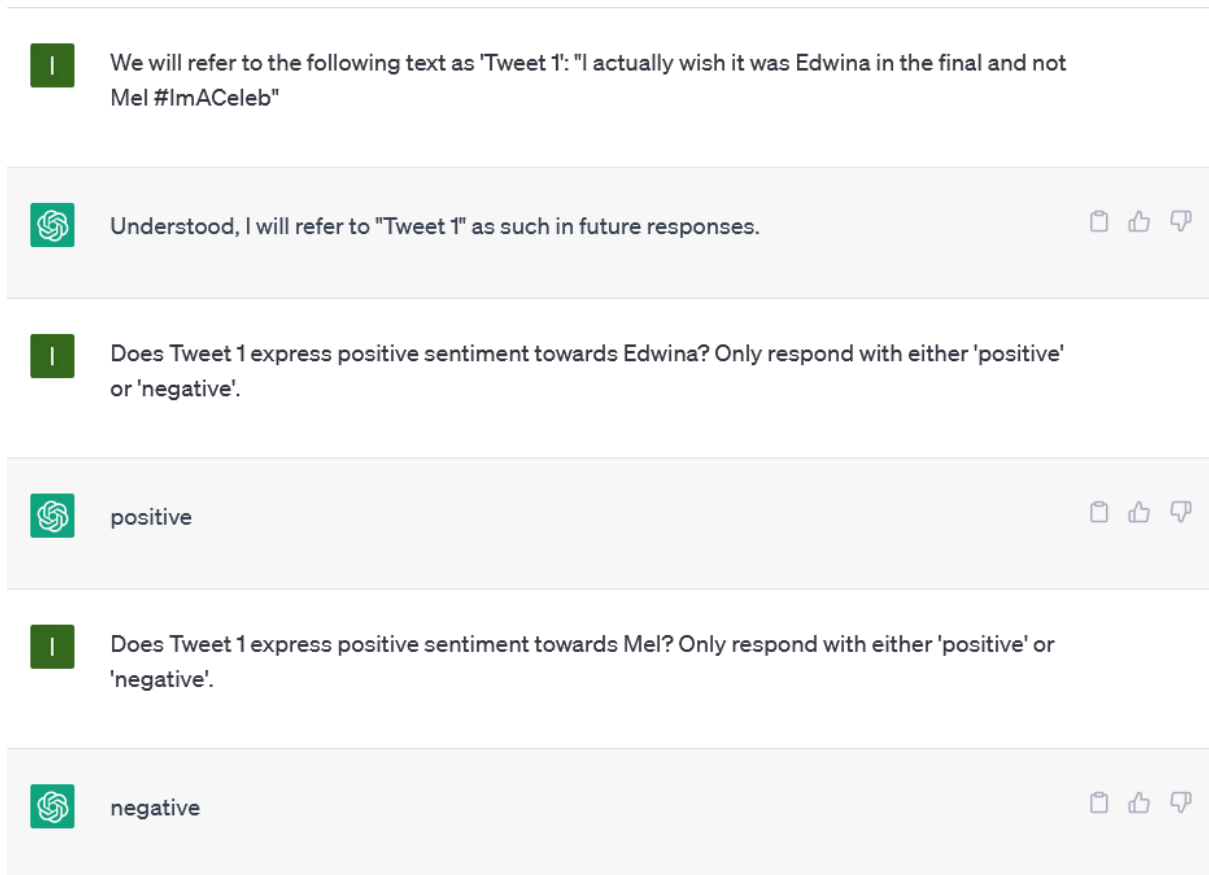 I
We will refer to the following text as 'Tweet 1': "I actually wish it was Edwina in the final and not
Mel #ImACeleb"
Understood, I will refer to "Tweet 1" as such in future responses.
I
Does Tweet 1 express positive sentiment towards Edwina? Only respond with either 'positive'
or 'negative'.
positive
I
Does Tweet 1 express positive sentiment towards Mel? Only respond with either 'positive' or
'negative'.
negative